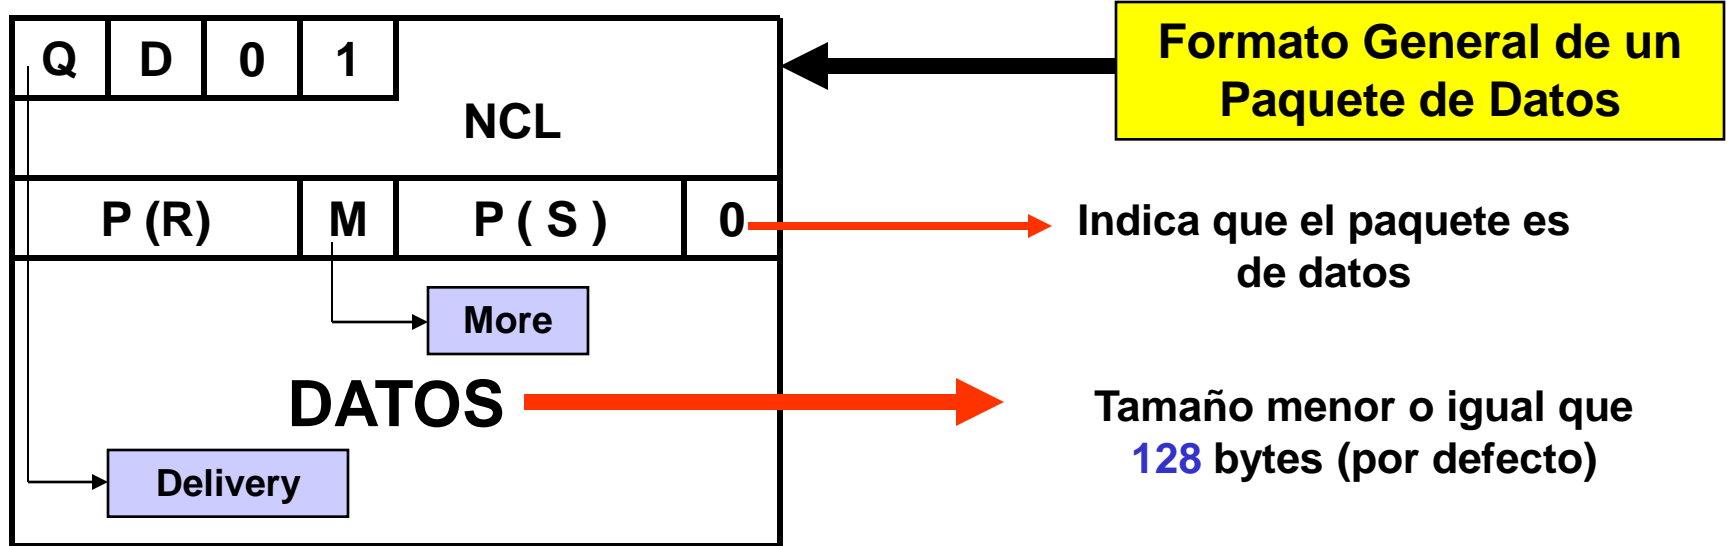 Q D 0 1
NCL
Formato General de un
Paquete de Datos
P (R) M P ( S ) 0
Indica que el paquete es
de datos
More
DATOS
Tamaño menor o igual que
128 bytes (por defecto)
Delivery